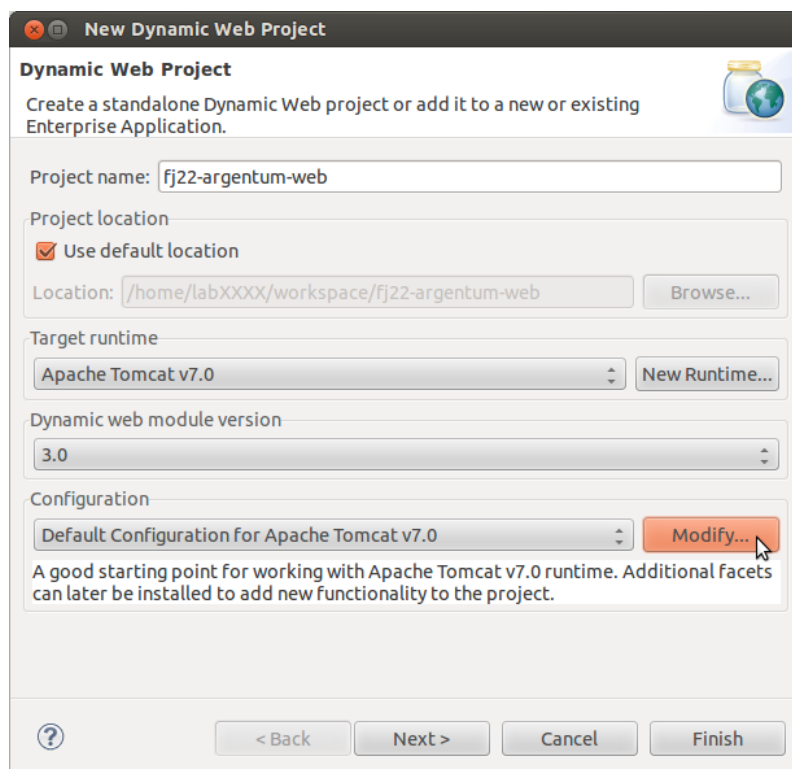 New Dynamic Web Project
Dynamic Web Project
Create a standalone Dynamic Web project or add it to a new or existing
Enterprise Application.
Project name: fj22-argentum-web
Project location
Use default location
Location: /home/labXXXX/workspace/fj22-argentum-web Browse...
Target runtime
Apache Tomcat v7.0 New Runtime...
Dynamic web module version
3.0
Configuration
Default Configuration for Apache Tomcat v7.0 Modify...
A good starting point for working with Apache Tomcat v7.0 runtime. Additional facets
can later be installed to add new functionality to the project.
? < Back Next > Cancel Finish